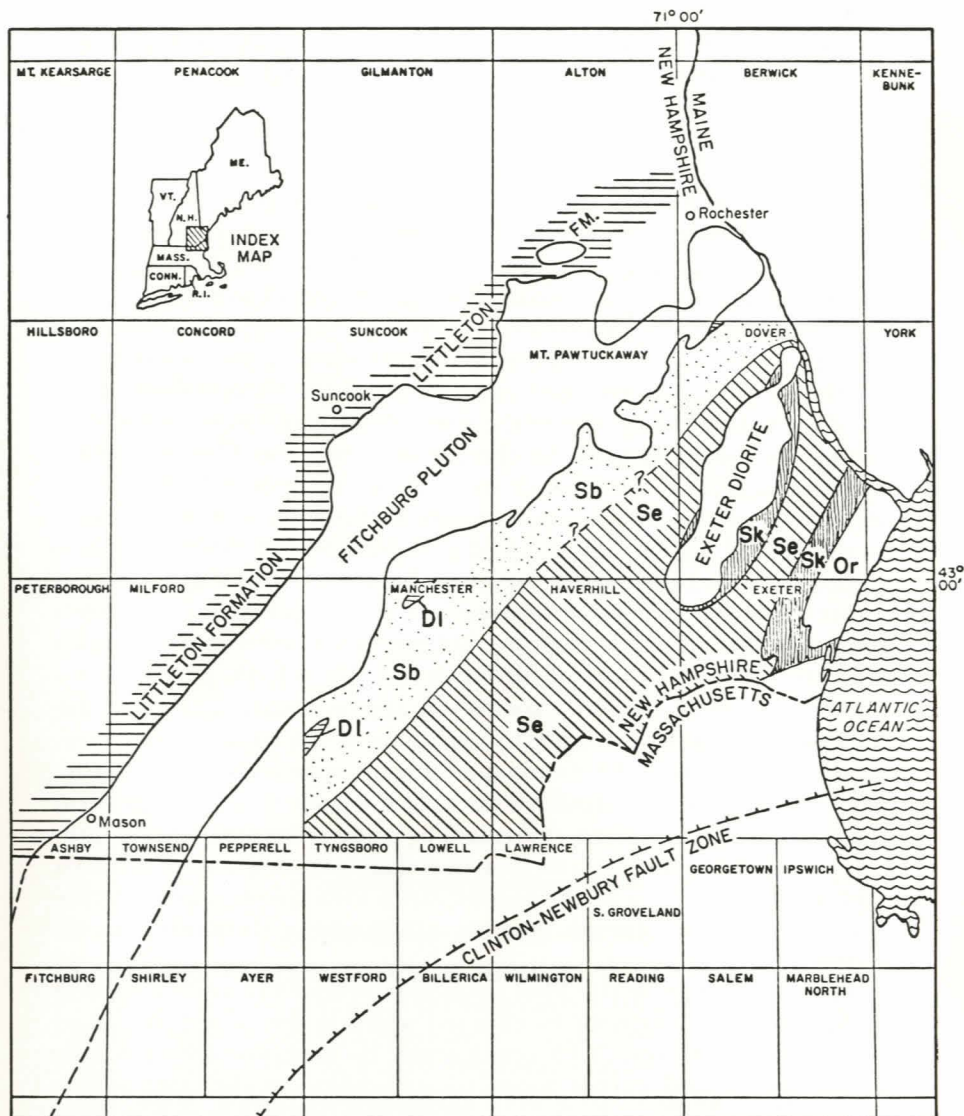 71° 00'
MT. KEARSARGE
PENACOOK
GILMANTON
ALTON
BERWICK
KENNE-
BUNK
NEW HAMPSHIRE
MAINE
ME.
VT.
N.H.
MASS.
CONN.
R.I.
INDEX
MAP
FM.
Rochester
HILLSBORO
CONCORD
SUNCOOK
LITTLETON
MT. PAWTUCKAWAY
DOVER
YORK
Suncook
FITCHBURG PLUTON
Sb
?
Se
?
EXETER DIORITE
Sk
Se
Sk
Or
43°
00'
PETERBOROUGH
MILFORD
MANCHESTER
HAVERHILL
EXETER
LITTLETON FORMATION
Dl
Sb
Dl
Se
NEW HAMPSHIRE
MASSACHUSETTS
ATLANTIC
OCEAN
Mason
ASHBY
TOWNSEND
PEPPERELL
TYNGSBORO
LOWELL
LAWRENCE
GEORGETOWN
IPSWICH
S. GROVELAND
CLINTON-NEWBURY FAULT ZONE
FITCHBURG
SHIRLEY
AYER
WESTFORD
BILLERICA
WILMINGTON
READING
SALEM
MARBLEHEAD
NORTH